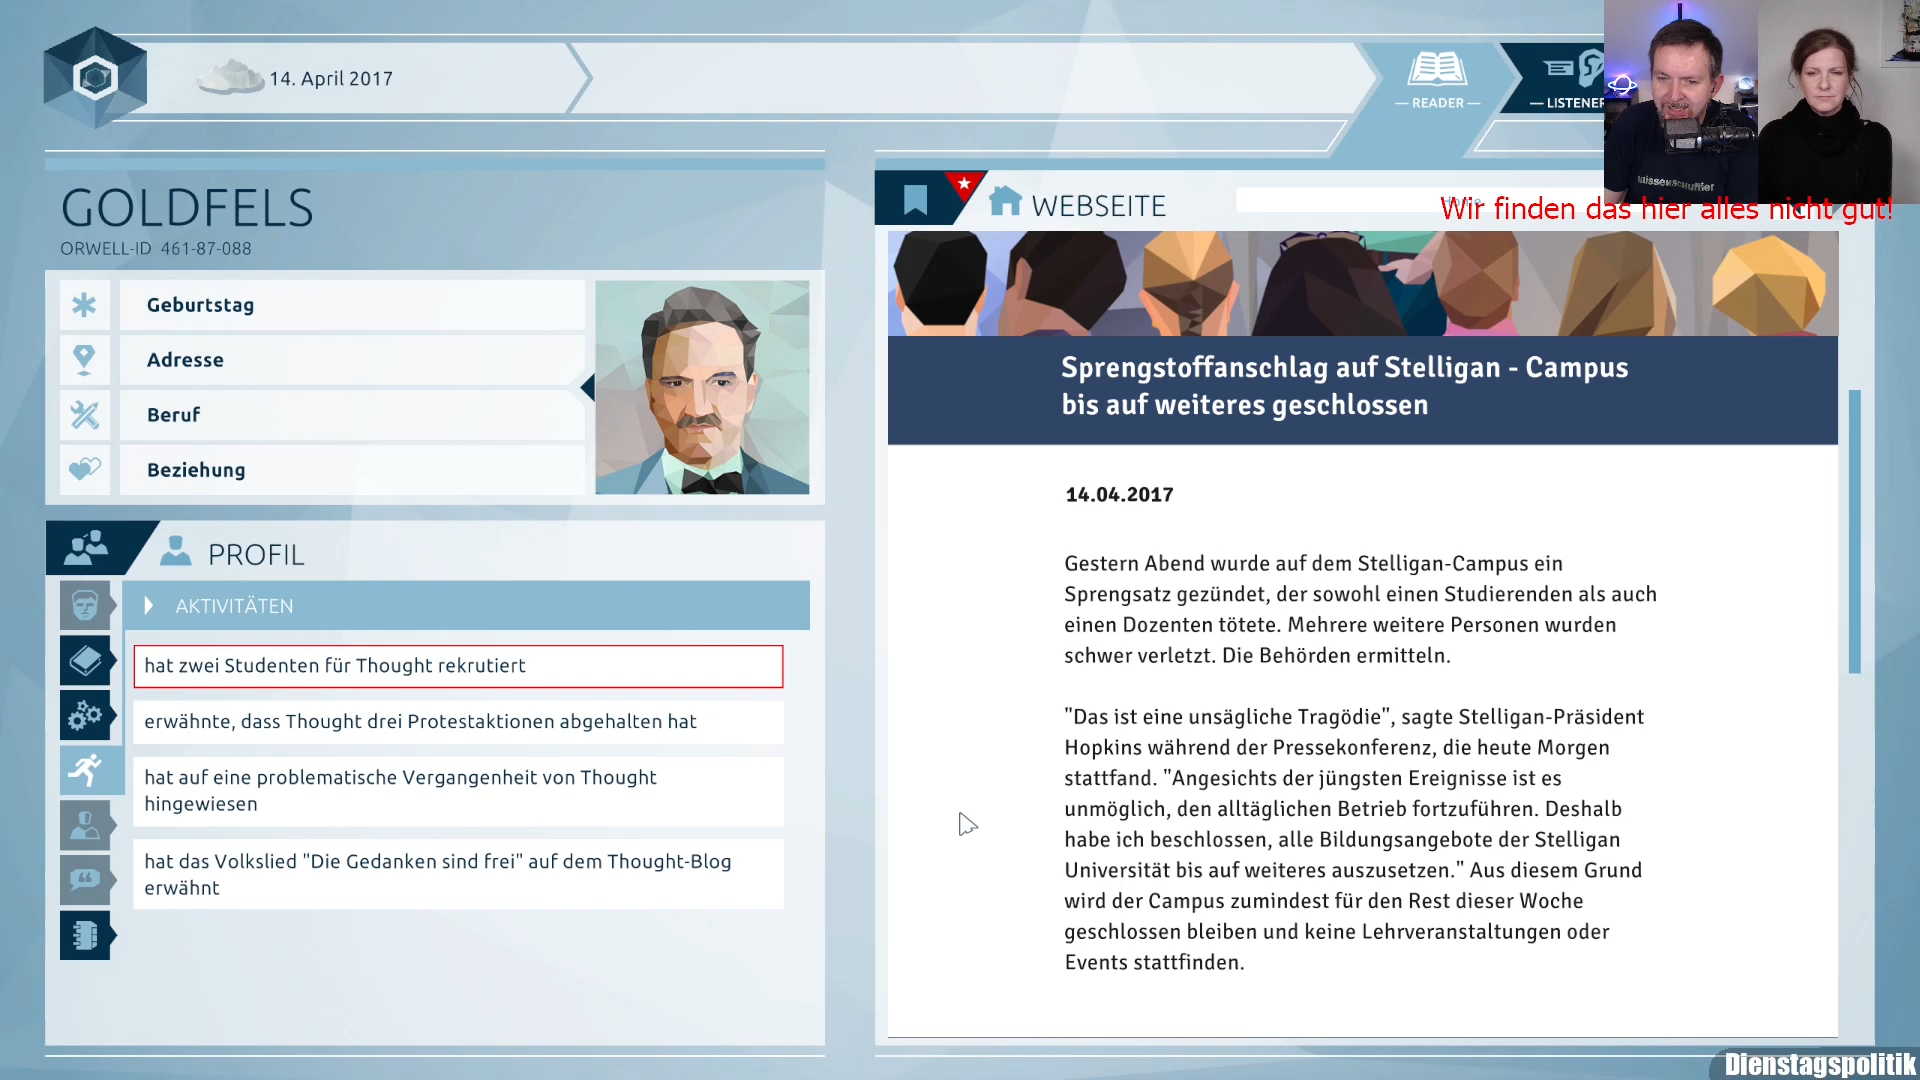 14. April 2017
READER
LISTENER
GOLDFELS
ORWELL-ID 461-87-088
Geburtstag
Adresse
Beruf
Beziehung
PROFIL
AKTIVITÄTEN
hat zwei Studenten für Thought rekrutiert
erwähnte, dass Thought drei Protestaktionen abgehalten hat
hat auf eine problematische Vergangenheit von Thought
hingewiesen
hat das Volkslied "Die Gedanken sind frei" auf dem Thought-Blog
erwähnt
WEBSEITE
Wir finden das hier alles nicht gut!
Sprengstoffanschlag auf Stelligan - Campus
bis auf weiteres geschlossen
14.04.2017
Gestern Abend wurde auf dem Stelligan-Campus ein
Sprengsatz gezündet, der sowohl einen Studierenden als auch
einen Dozenten tötete. Mehrere weitere Personen wurden
schwer verletzt. Die Behörden ermitteln.
"Das ist eine unsägliche Tragödie", sagte Stelligan-Präsident
Hopkins während der Pressekonferenz, die heute Morgen
stattfand. "Angesichts der jüngsten Ereignisse ist es
unmöglich, den alltäglichen Betrieb fortzuführen. Deshalb
habe ich beschlossen, alle Bildungsangebote der Stelligan
Universität bis auf weiteres auszusetzen." Aus diesem Grund
wird der Campus zumindest für den Rest dieser Woche
geschlossen bleiben und keine Lehrveranstaltungen oder
Events stattfinden.
Dienstagspolitik